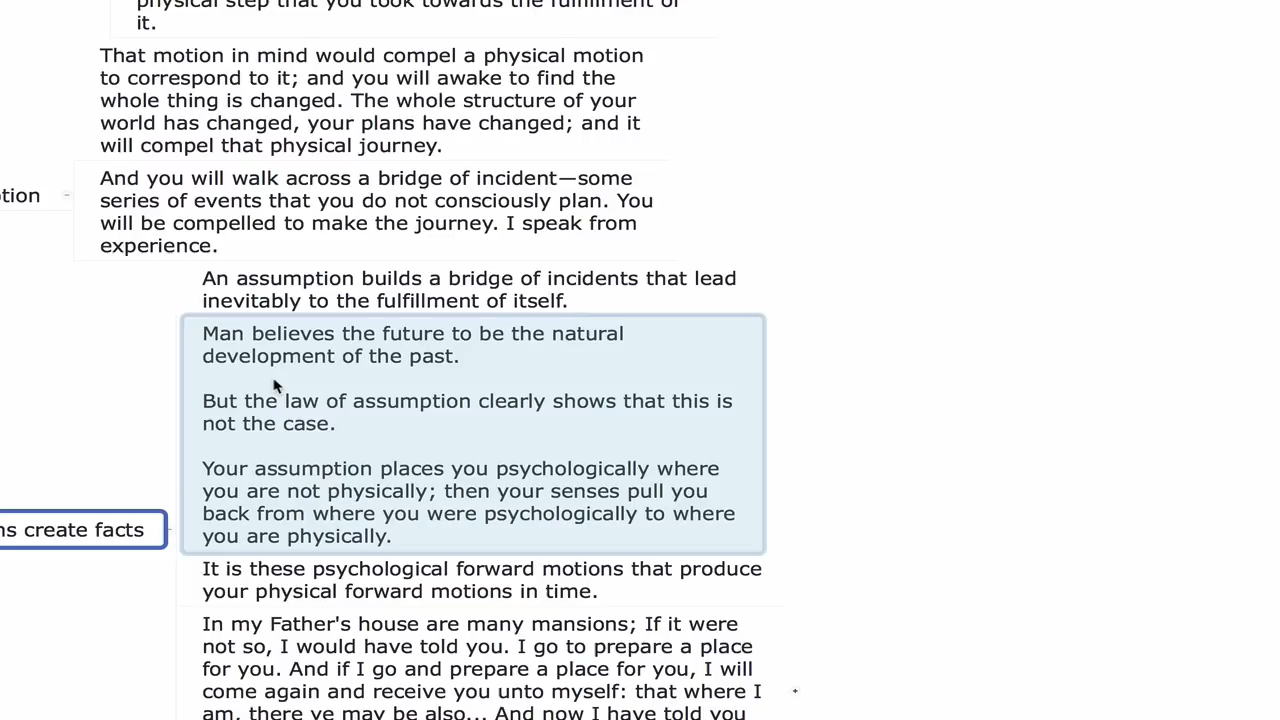 physical step that you took towards the fulfillment of
it.
That motion in mind would compel a physical motion
to correspond to it; and you will awake to find the
whole thing is changed. The whole structure of your
world has changed, your plans have changed; and it
will compel that physical journey.
And you will walk across a bridge of incident—some
series of events that you do not consciously plan. You
will be compelled to make the journey. I speak from
experience.
An assumption builds a bridge of incidents that lead
inevitably to the fulfillment of itself.
Man believes the future to be the natural
development of the past.
But the law of assumption clearly shows that this is
not the case.
Your assumption places you psychologically where
you are not physically; then your senses pull you
back from where you were psychologically to where
you are physically.
ns create facts
It is these psychological forward motions that produce
your physical forward motions in time.
In my Father's house are many mansions; If it were
not so, I would have told you. I go to prepare a place
for you. And if I go and prepare a place for you, I will
come again and receive you unto myself: that where I
am, there ye may be also... And now I have told you